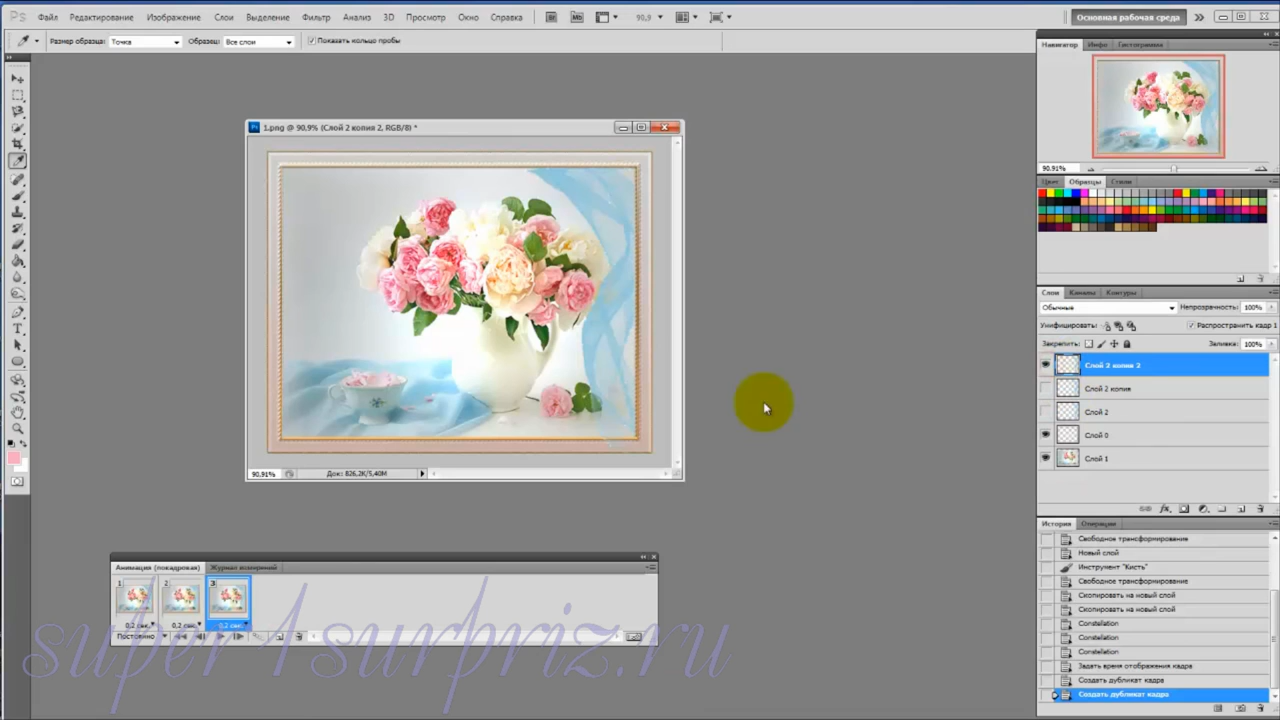 Ps Файл Редактирование Изображение Слои Выделение Фильтр Анализ 3D Просмотр Окно Справка Br Mb 90,9 Основная рабочая среда
Размер образца: Точка Образец: Все слои Показать кольцо пробы
Навигатор Инфо Гистограмма
90.91%
Цвет Образцы Стили
1.png @ 90,9% (Слой 2 копия 2, RGB/8) *
90,91% Док: 826,2K/5,40M
Слои Каналы Контуры
Обычные Непрозрачность: 100%
Унифицировать: Распространить кадр 1
Закрепить: Заливка: 100%
Слой 2 копия 2
Слой 2 копия
Слой 2
Слой 0
Слой 1
История Операции
Свободное трансформирование
Новый слой
Инструмент "Кисть"
Свободное трансформирование
Скопировать на новый слой
Скопировать на новый слой
Constellation
Constellation
Constellation
Задать время отображения кадра
Создать дубликат кадра
Создать дубликат кадра
Анимация (покадровая) Журнал измерений
1 2 3
0,2 сек. 0,2 сек. 0,2 сек.
Постоянно